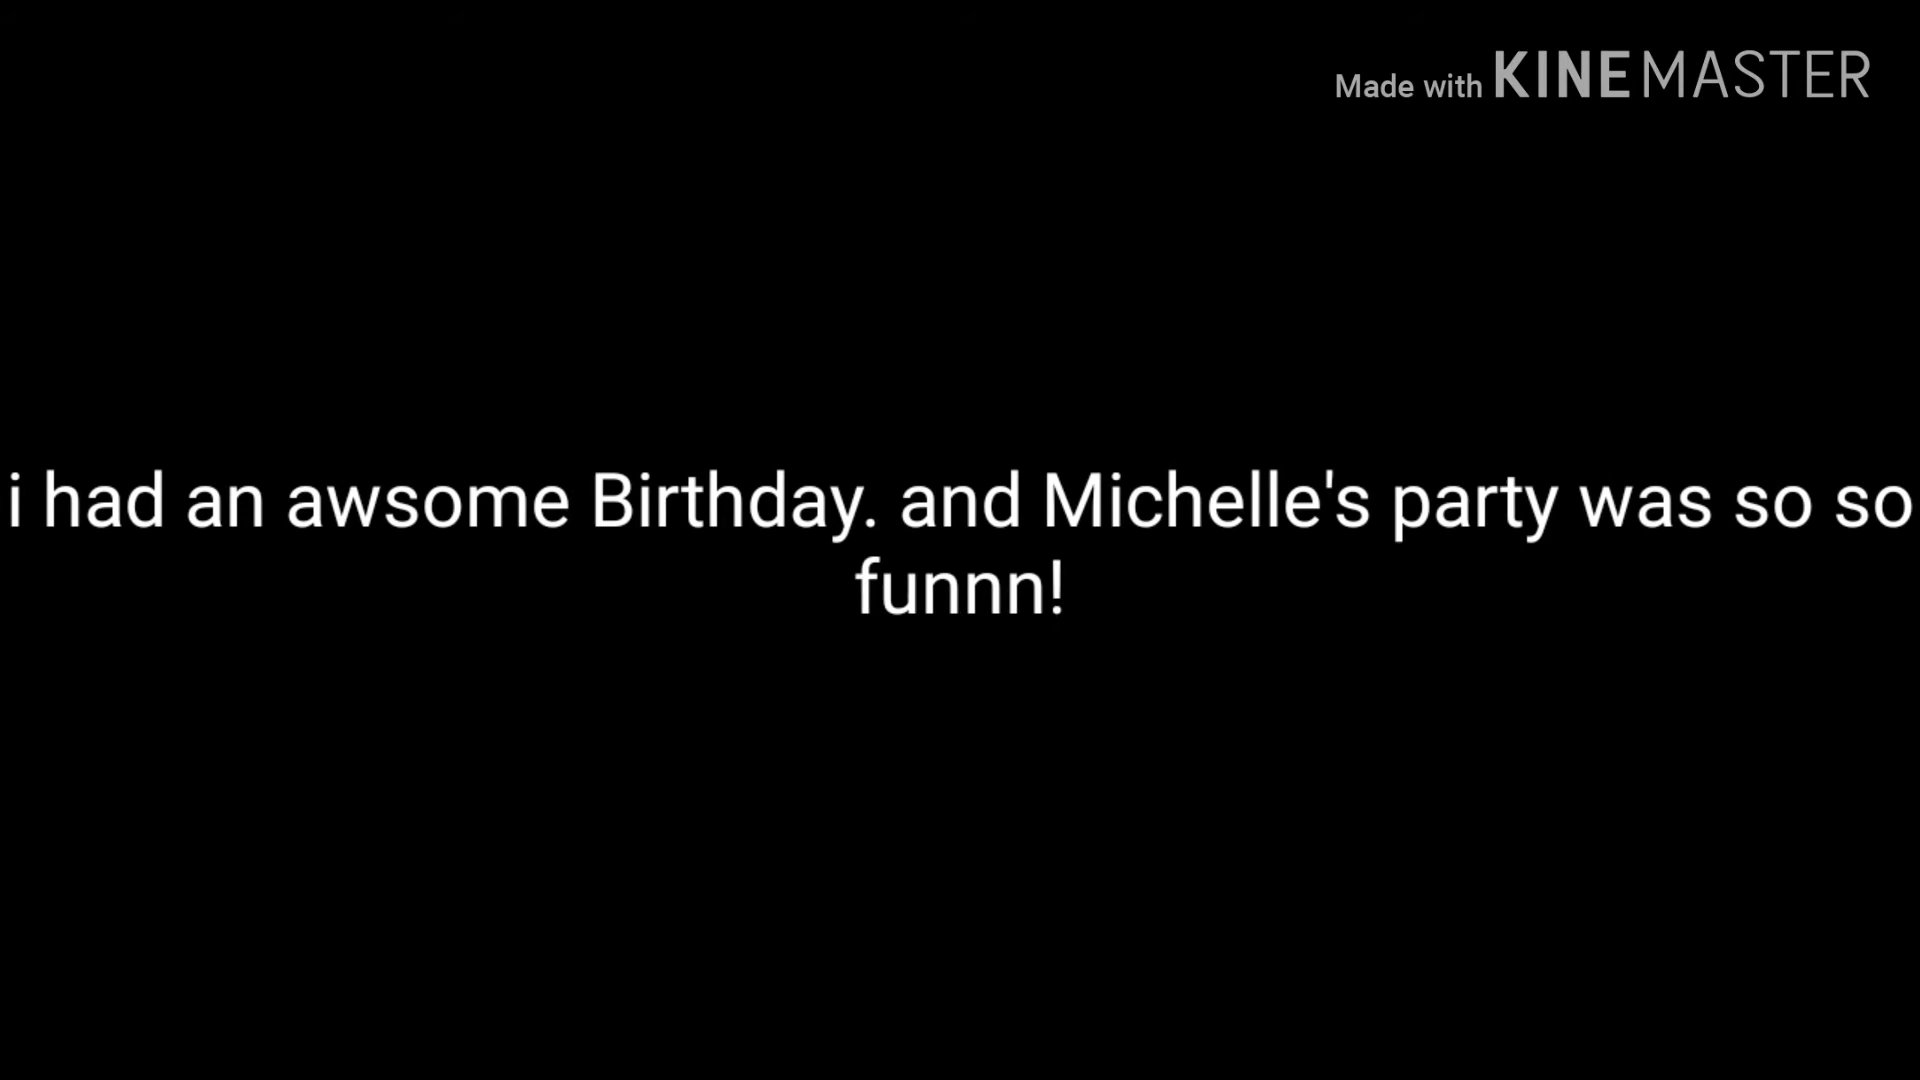 Made with KINEMASTER
i had an awsome Birthday. and Michelle's party was so so
funnn!